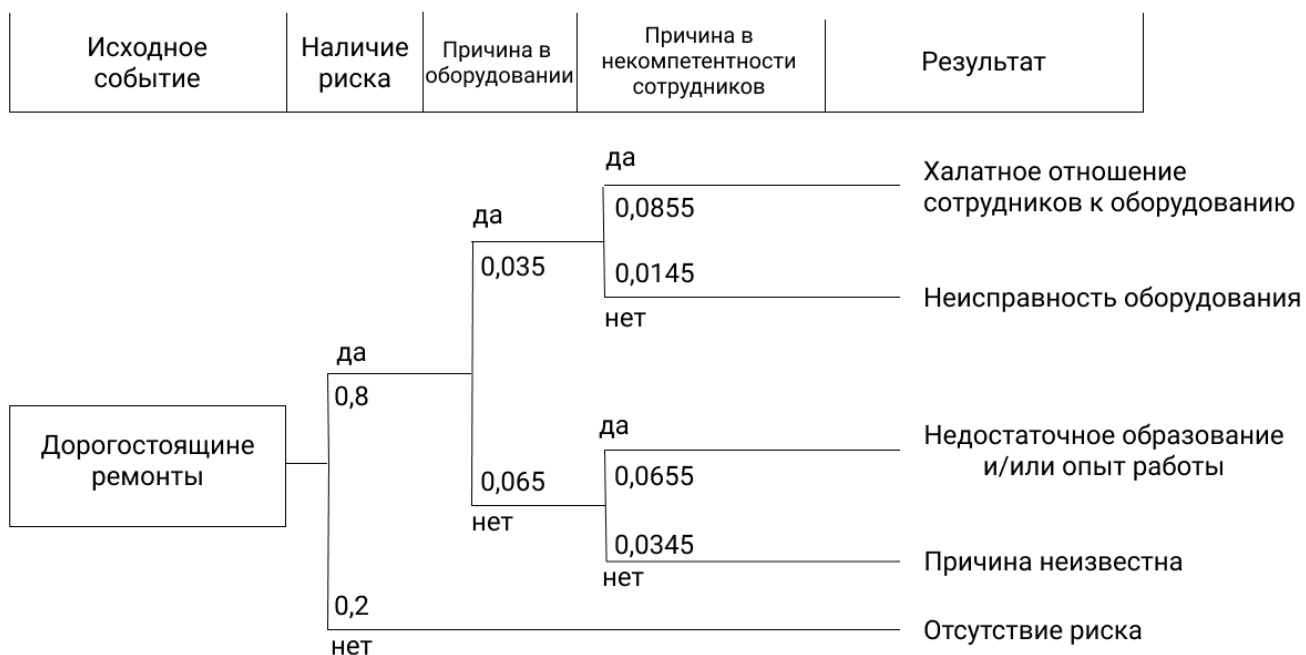 Исходное
событие
Наличие
риска
Причина в
оборудовании
Причина в
некомпетентности
сотрудников
Результат
да
Халатное отношение
сотрудников к оборудованию
0,0855
да
0,035
0,0145
Неисправность оборудования
нет
да
0,8
Дорогостоящине
ремонты
да
Недостаточное образование
и/или опыт работы
0,065
0,0655
нет
0,0345
Причина неизвестна
нет
0,2
Отсутствие риска
нет